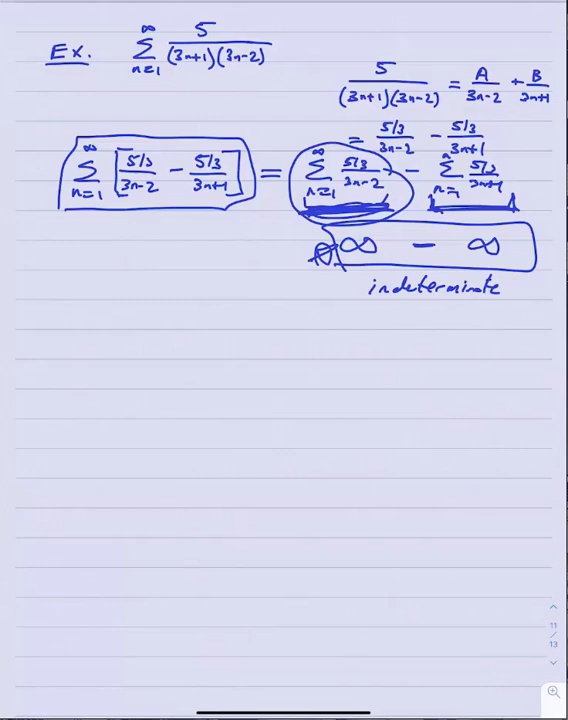 Ex. ∞ Σ n=1 5/(3n+1)(3n-2)
5/(3n+1)(3n-2) = A/3n-2 + B/3n+1
= 5/3/3n-2 - 5/3/3n+1
∞ Σ n=1 [5/3/3n-2 - 5/3/3n+1] = ∞ Σ n=1 5/3/3n-2 - Σ n=1 5/3/3n+1
∞ - ∞
indeterminate
11
/
13